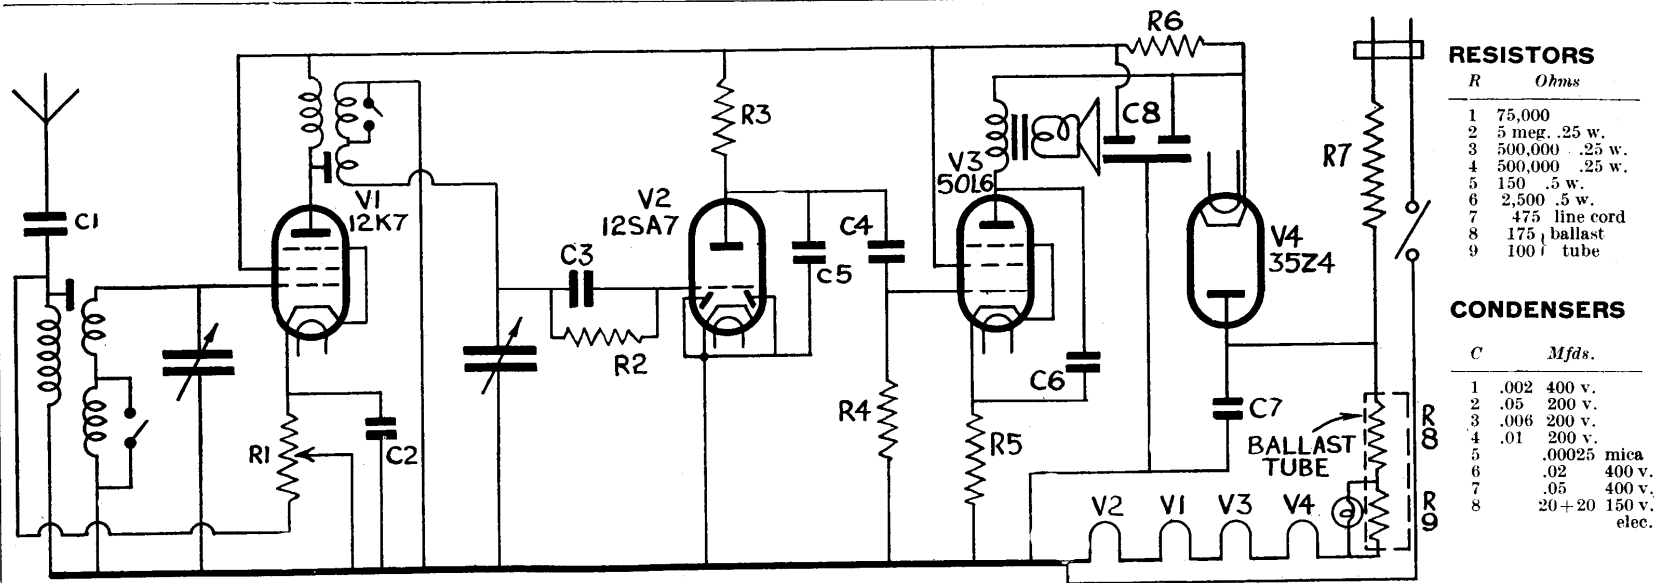 R6
C1
V1
12K7
R3
V2
12SA7
C3
R2
C4
C5
V3
50L6
C8
R7
V4
35Z4
R1
C2
R4
R5
C6
C7
BALLAST
TUBE
R
8
R
9
V2 V1 V3 V4
RESISTORS
R Ohms
1 75,000
2 5 meg. .25 w.
3 500,000 .25 w.
4 500,000 .25 w.
5 150 .5 w.
6 2,500 .5 w.
7 475 line cord
8 175 } ballast
9 100 } tube
CONDENSERS
C Mfds.
1 .002 400 v.
2 .05 200 v.
3 .006 200 v.
4 .01 200 v.
5 .00025 mica
6 .02 400 v.
7 .05 400 v.
8 20+20 150 v.
elec.